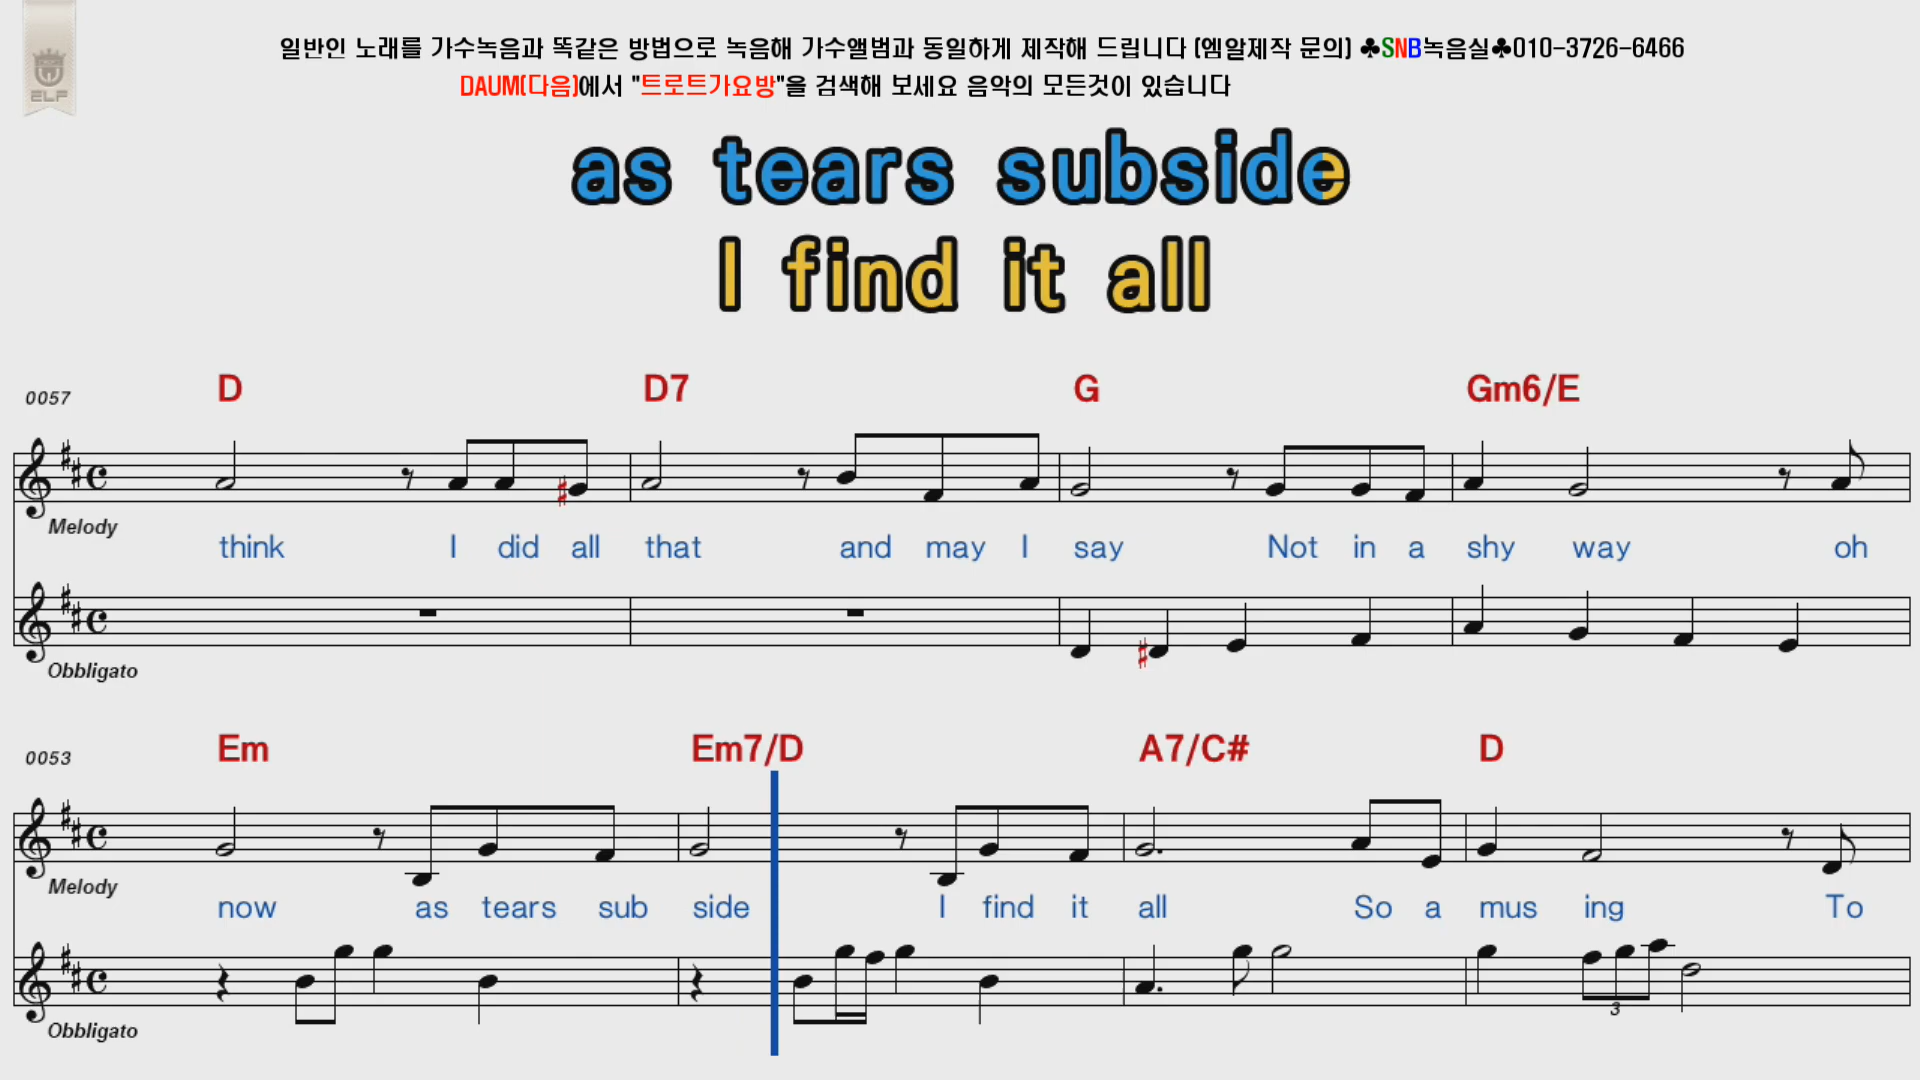 ELF
일반인 노래를 가수녹음과 똑같은 방법으로 녹음해 가수앨범과 동일하게 제작해 드립니다 (엠알제작 문의) ♣SNB녹음실♣010-3726-6466
DAUM(다음)에서 "트로트가요방"을 검색해 보세요 음악의 모든것이 있습니다
as tears subside
I find it all
0057 D D7 G Gm6/E
Melody
think I did all that and may I say Not in a shy way oh
Obbligato
0053 Em Em7/D A7/C# D
Melody
now as tears sub side I find it all So a mus ing To
3
Obbligato